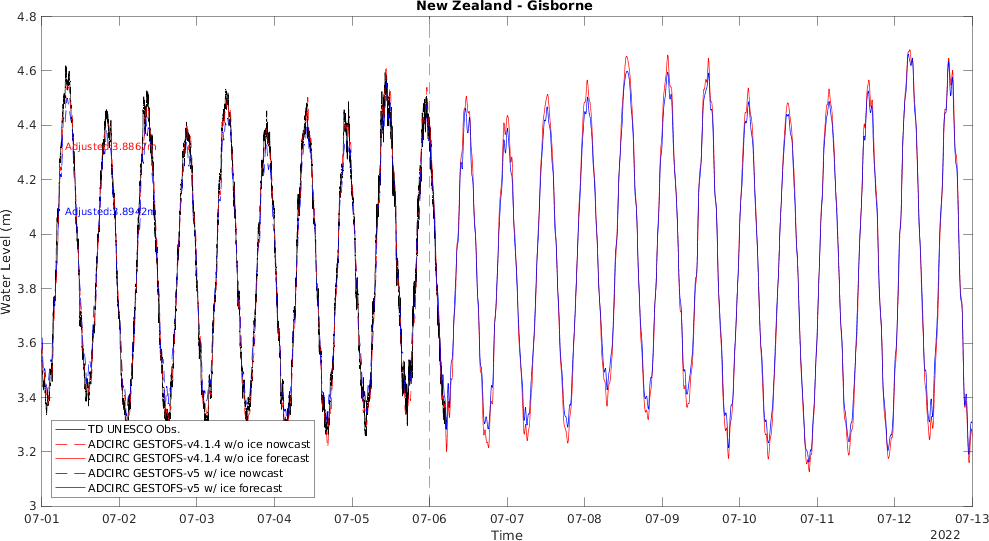 New Zealand - Gisborne
4.8
4.6
4.4
4.2
4
3.8
3.6
3.4
3.2
3
Water Level (m)
Adjusted:3.8867m
Adjusted:3.8942m
TD UNESCO Obs.
ADCIRC GESTOFS-v4.1.4 w/o ice nowcast
ADCIRC GESTOFS-v4.1.4 w/o ice forecast
ADCIRC GESTOFS-v5 w/ ice nowcast
ADCIRC GESTOFS-v5 w/ ice forecast
07-01 07-02 07-03 07-04 07-05 07-06 07-07 07-08 07-09 07-10 07-11 07-12 07-13
Time
2022